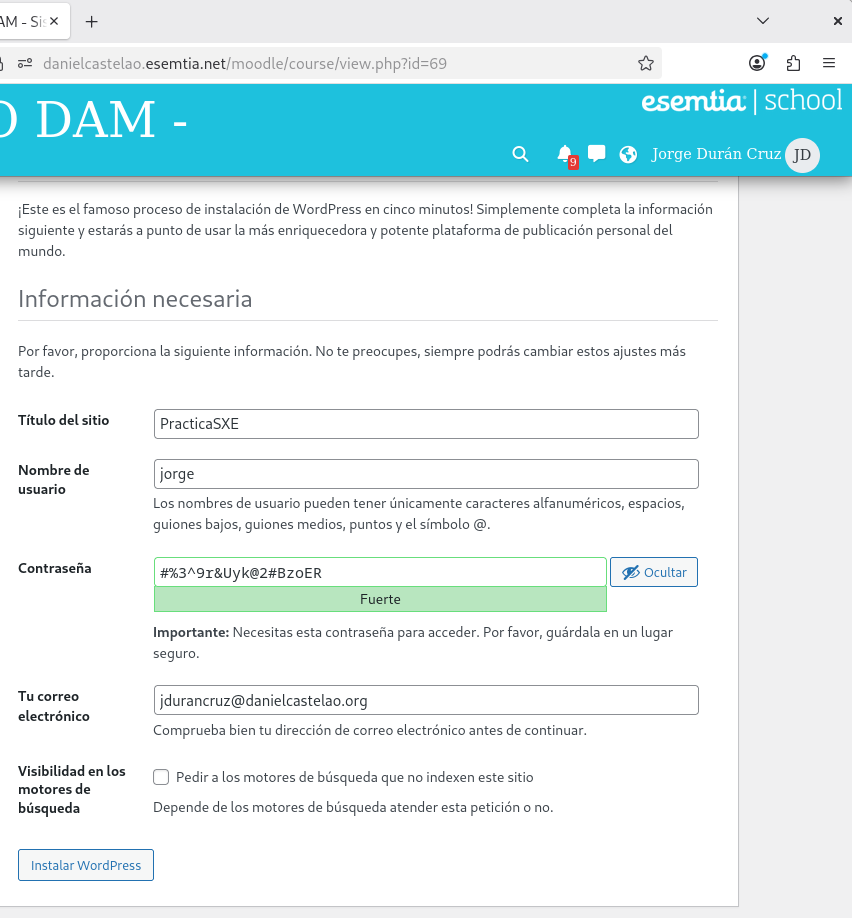 AM - Sis
danielcastelao.esemtia.net/moodle/course/view.php?id=69
O DAM -
esemtia | school
9
Jorge Durán Cruz JD
¡Este es el famoso proceso de instalación de WordPress en cinco minutos! Simplemente completa la información
siguiente y estarás a punto de usar la más enriquecedora y potente plataforma de publicación personal del
mundo.
Información necesaria
Por favor, proporciona la siguiente información. No te preocupes, siempre podrás cambiar estos ajustes más
tarde.
Título del sitio
PracticaSXE
Nombre de
usuario
jorge
Los nombres de usuario pueden tener únicamente caracteres alfanuméricos, espacios,
guiones bajos, guiones medios, puntos y el símbolo @.
Contraseña
#%3^9r&Uyk@2#BzoER
Ocultar
Fuerte
Importante: Necesitas esta contraseña para acceder. Por favor, guárdala en un lugar
seguro.
Tu correo
electrónico
jdurancruz@danielcastelao.org
Comprueba bien tu dirección de correo electrónico antes de continuar.
Visibilidad en los
motores de
búsqueda
Pedir a los motores de búsqueda que no indexen este sitio
Depende de los motores de búsqueda atender esta petición o no.
Instalar WordPress